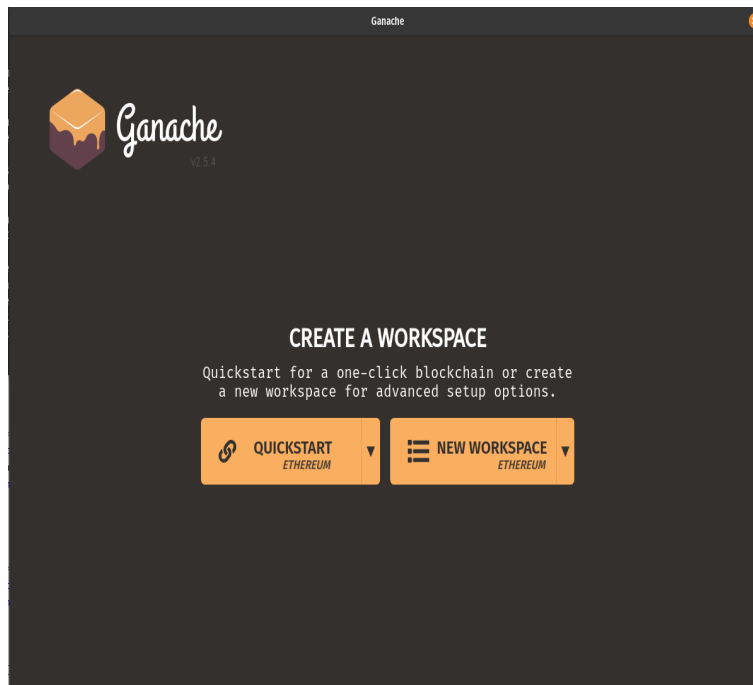 Ganache
Ganache
v2.5.4
CREATE A WORKSPACE
Quickstart for a one-click blockchain or create
a new workspace for advanced setup options.
QUICKSTART
ETHEREUM
NEW WORKSPACE
ETHEREUM